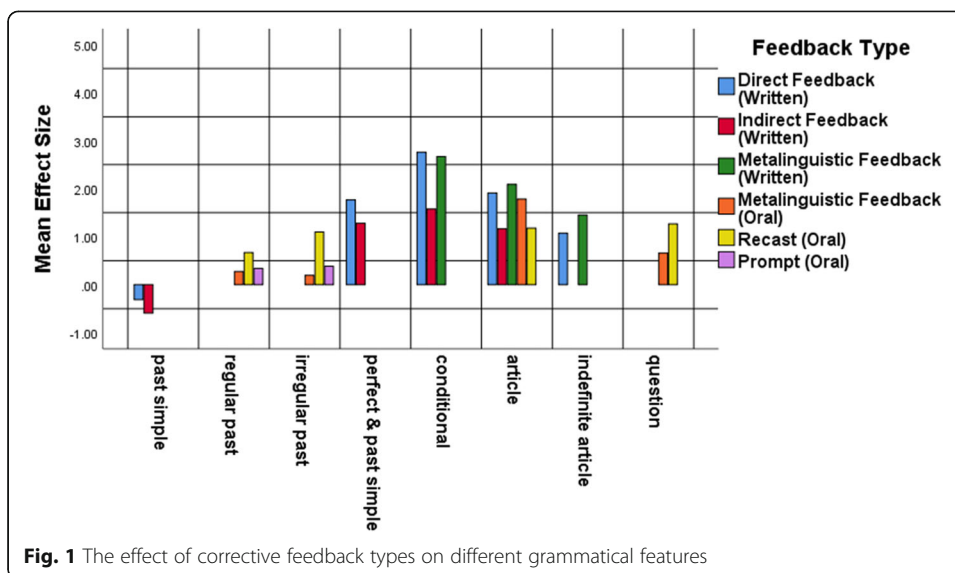 5.00
4.00
3.00
2.00
1.00
.00
-1.00
Mean Effect Size
past simple
regular past
irregular past
perfect & past simple
conditional
article
indefinite article
question
Feedback Type
Direct Feedback
(Written)
Indirect Feedback
(Written)
Metalinguistic Feedback
(Written)
Metalinguistic Feedback
(Oral)
Recast (Oral)
Prompt (Oral)
Fig. 1 The effect of corrective feedback types on different grammatical features